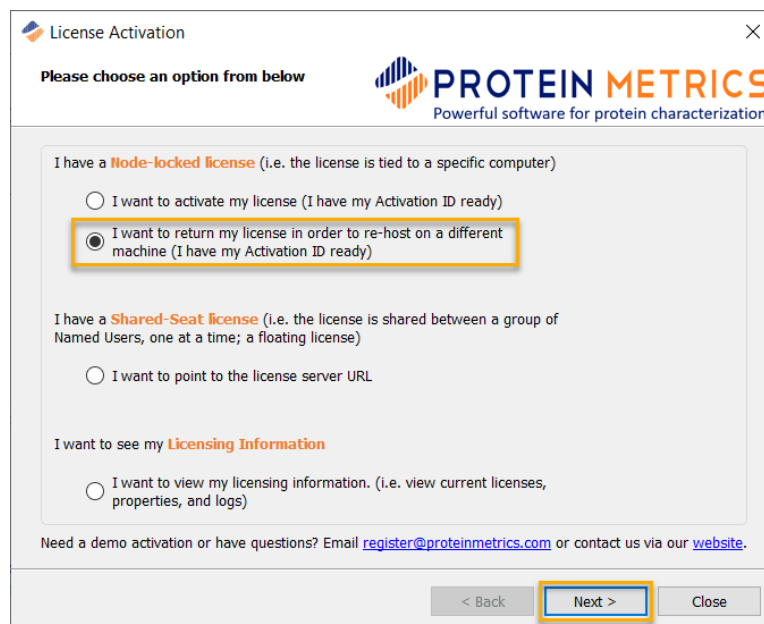 License Activation
Please choose an option from below
PROTEIN METRICS
Powerful software for protein characterization
I have a Node-locked license (i.e. the license is tied to a specific computer)
I want to activate my license (I have my Activation ID ready)
I want to return my license in order to re-host on a different
machine (I have my Activation ID ready)
I have a Shared-Seat license (i.e. the license is shared between a group of
Named Users, one at a time; a floating license)
I want to point to the license server URL
I want to see my Licensing Information
I want to view my licensing information. (i.e. view current licenses,
properties, and logs)
Need a demo activation or have questions? Email register@proteinmetrics.com or contact us via our website.
< Back Next > Close